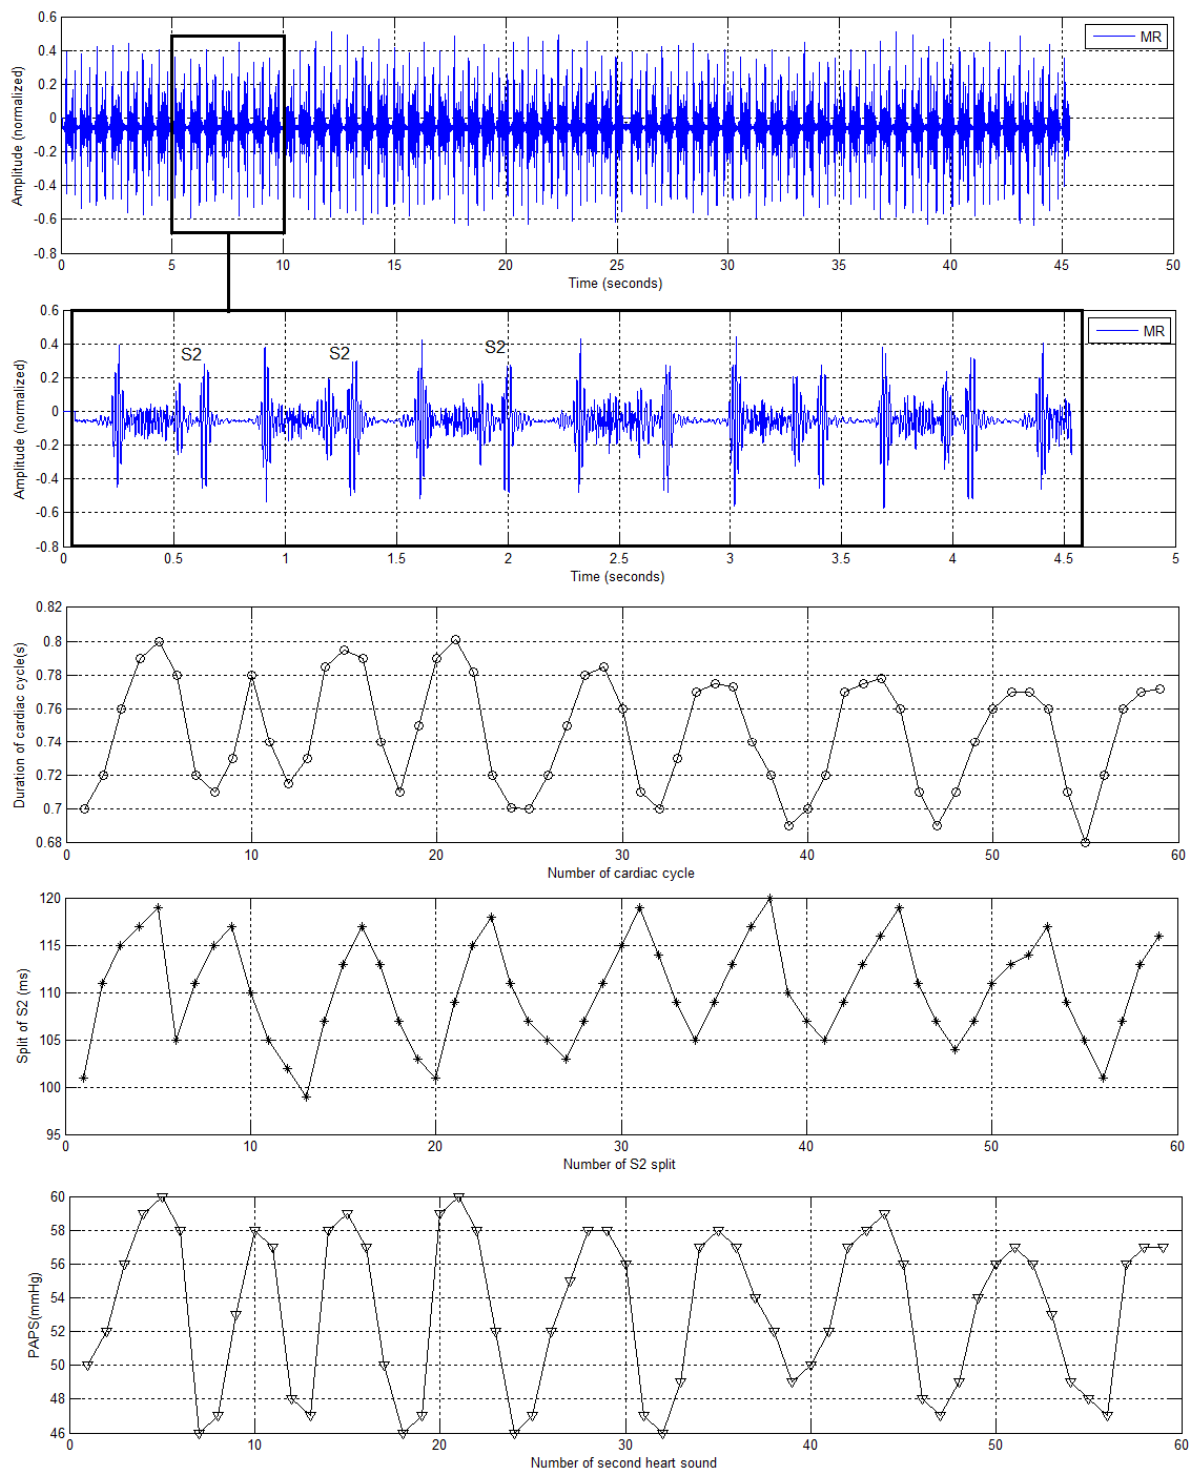 0.6
0.4
0.2
0
-0.2
-0.4
-0.6
-0.8
Amplitude (normalized)
MR
0 5 10 15 20 25 30 35 40 45 50
Time (seconds)
0.6
0.4
0.2
0
-0.2
-0.4
-0.6
-0.8
Amplitude (normalized)
S2 S2 S2
MR
0 0.5 1 1.5 2 2.5 3 3.5 4 4.5 5
Time (seconds)
0.82
0.8
0.78
0.76
0.74
0.72
0.7
0.68
Duration of cardiac cycle(s)
0 10 20 30 40 50 60
Number of cardiac cycle
120
115
110
105
100
95
Split of S2 (ms)
0 10 20 30 40 50 60
Number of S2 split
60
58
56
54
52
50
48
46
PAPS(mmHg)
0 10 20 30 40 50 60
Number of second heart sound